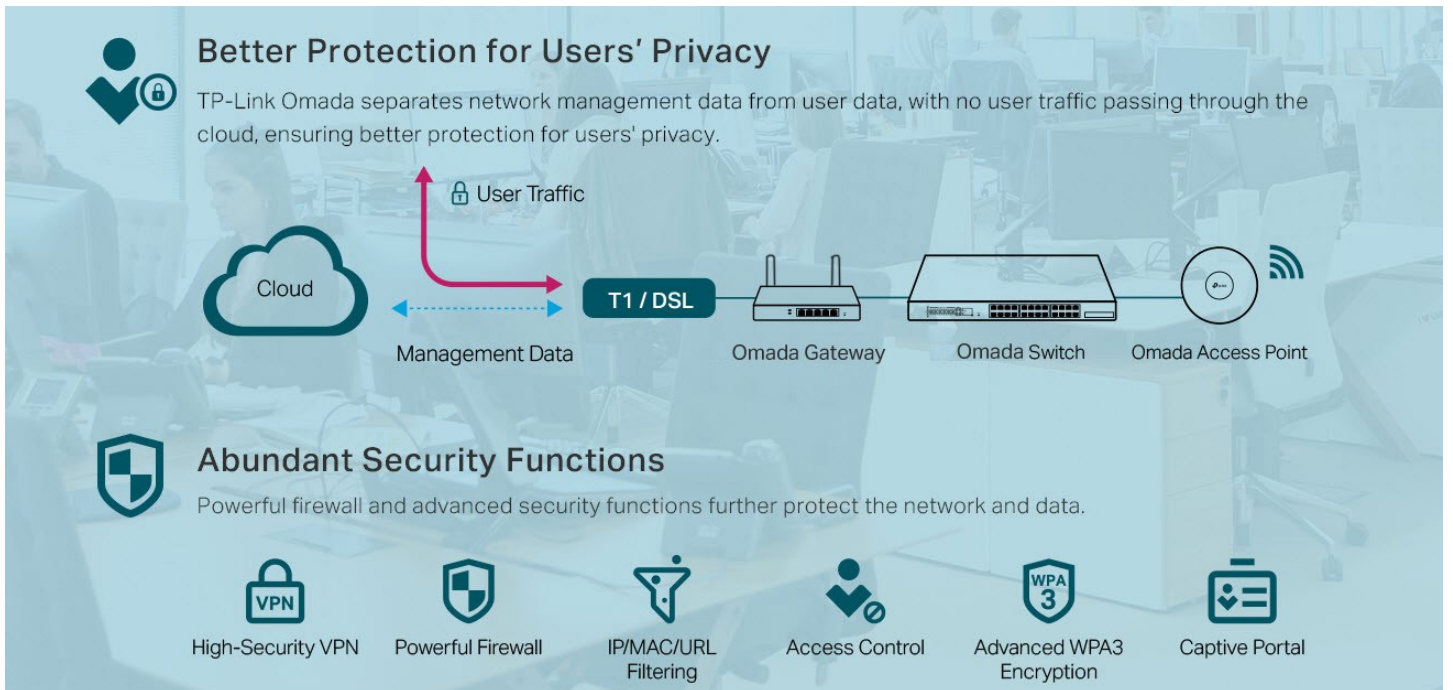 Better Protection for Users' Privacy
TP-Link Omada separates network management data from user data, with no user traffic passing through the
cloud, ensuring better protection for users' privacy.
User Traffic
Cloud
T1 / DSL
Management Data
Omada Gateway
Omada Switch
Omada Access Point
Abundant Security Functions
Powerful firewall and advanced security functions further protect the network and data.
VPN
WPA
3
High-Security VPN
Powerful Firewall
IP/MAC/URL
Filtering
Access Control
Advanced WPA3
Encryption
Captive Portal